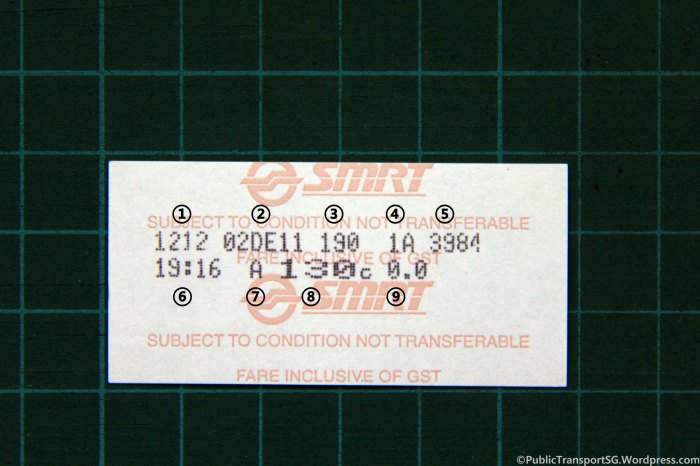 SMRT
① ② ③ ④ ⑤
SUBJECT TO CONDITION NOT TRANSFERABLE
1212 02DE11 190 1A 3984
FARE INCLUSIVE OF GST
19:16 A 130c 0.0
SMRT
⑥ ⑦ ⑧ ⑨
SUBJECT TO CONDITION NOT TRANSFERABLE
FARE INCLUSIVE OF GST
©PublicTransportSG.Wordpress.com